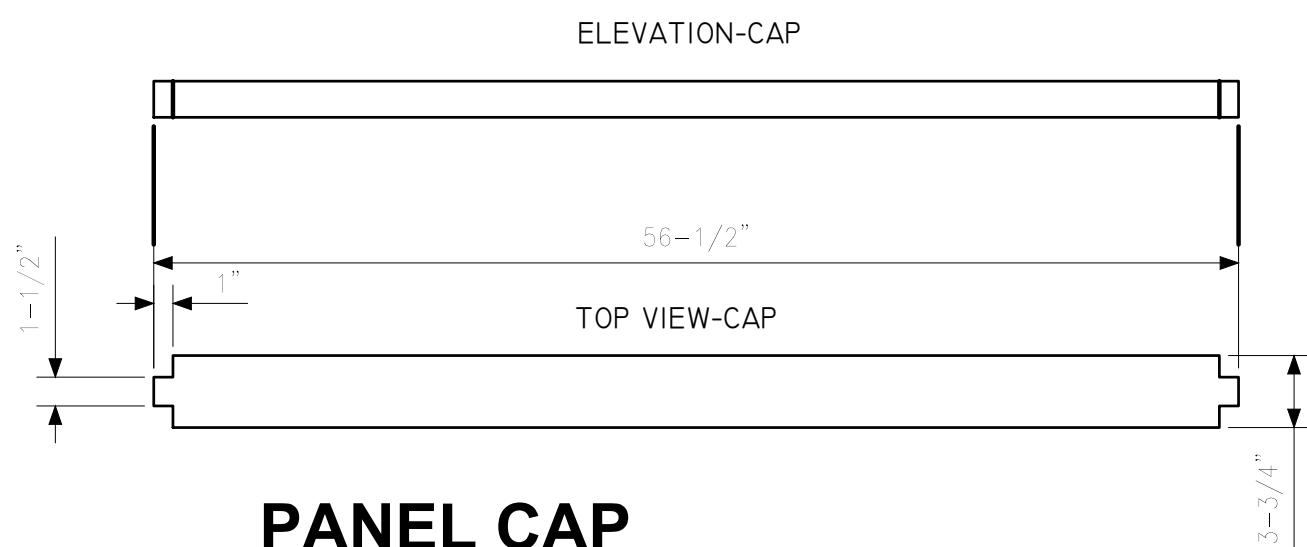 ELEVATION-CAP
56-1/2”
1-1/2”
1”
TOP VIEW-CAP
3-3/4”
PANEL CAP